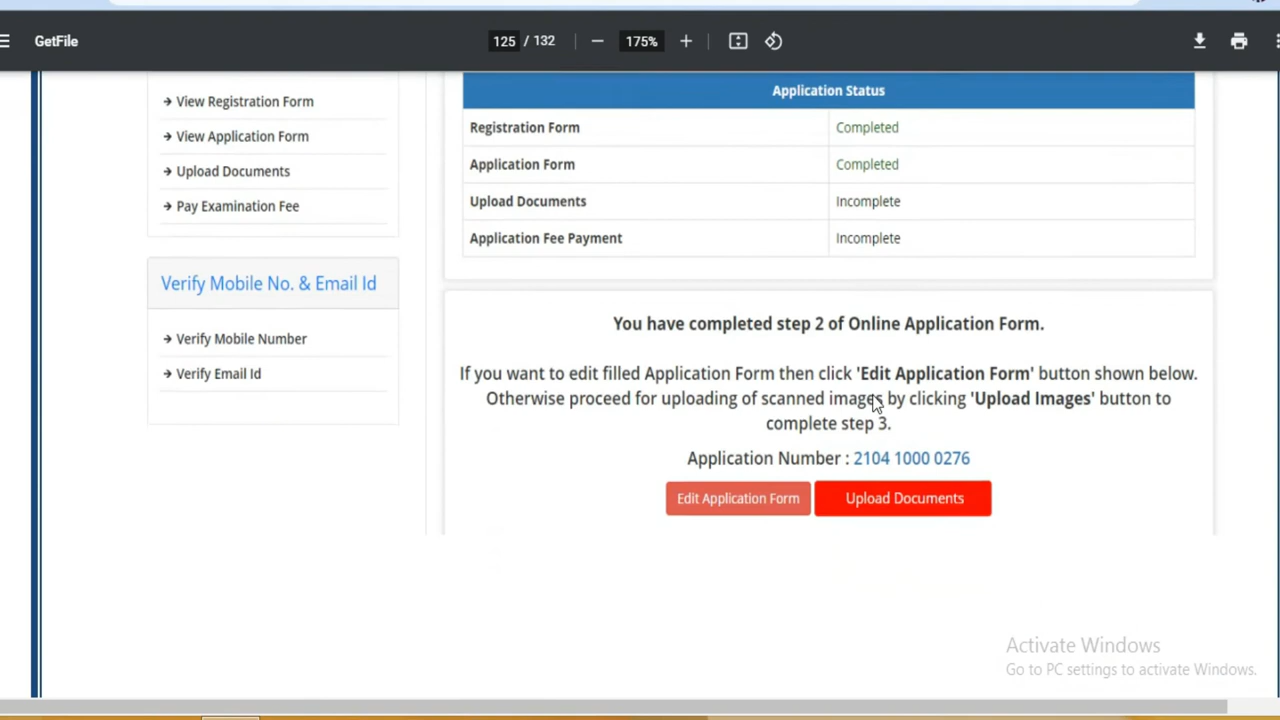 GetFile
125 / 132
175%
→ View Registration Form
→ View Application Form
→ Upload Documents
→ Pay Examination Fee
Verify Mobile No. & Email Id
→ Verify Mobile Number
→ Verify Email Id
Application Status
Registration Form Completed
Application Form Completed
Upload Documents Incomplete
Application Fee Payment Incomplete
You have completed step 2 of Online Application Form.
If you want to edit filled Application Form then click 'Edit Application Form' button shown below.
Otherwise proceed for uploading of scanned images by clicking 'Upload Images' button to
complete step 3.
Application Number : 2104 1000 0276
Edit Application Form
Upload Documents
Activate Windows
Go to PC settings to activate Windows.